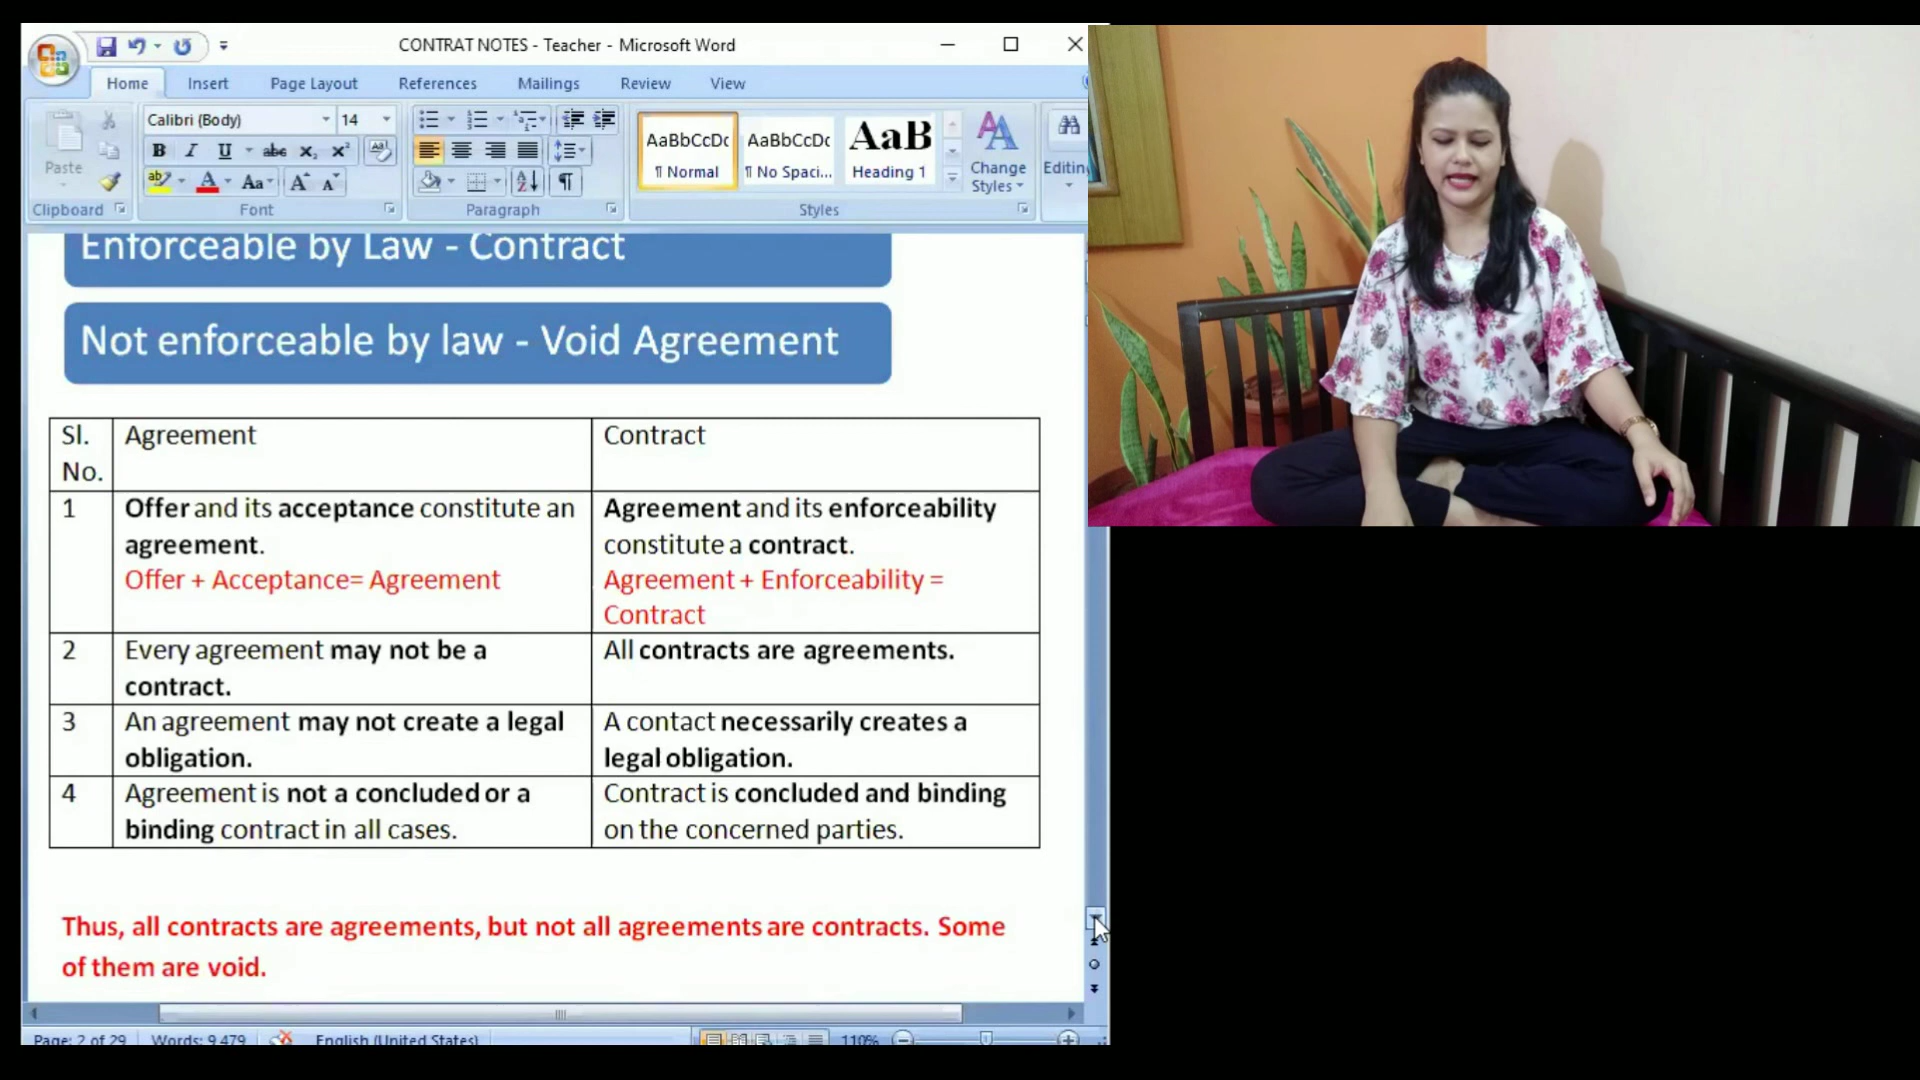 CONTRAT NOTES - Teacher - Microsoft Word
Home Insert Page Layout References Mailings Review View
Calibri (Body) 14
AaBbCcDc AaBbCcDc AaB
Paste
¶ Normal ¶ No Spaci... Heading 1
Change
Styles
Editin
Clipboard Font Paragraph Styles
Enforceable by Law - Contract
Not enforceable by law - Void Agreement
Sl.
No.
Agreement
Contract
1
Offer and its acceptance constitute an
agreement.
Offer + Acceptance= Agreement
Agreement and its enforceability
constitute a contract.
Agreement + Enforceability =
Contract
2
Every agreement may not be a
contract.
All contracts are agreements.
3
An agreement may not create a legal
obligation.
A contact necessarily creates a
legal obligation.
4
Agreement is not a concluded or a
binding contract in all cases.
Contract is concluded and binding
on the concerned parties.
Thus, all contracts are agreements, but not all agreements are contracts. Some
of them are void.
Page: 2 of 29 Words: 9,479 English (United States) 110%